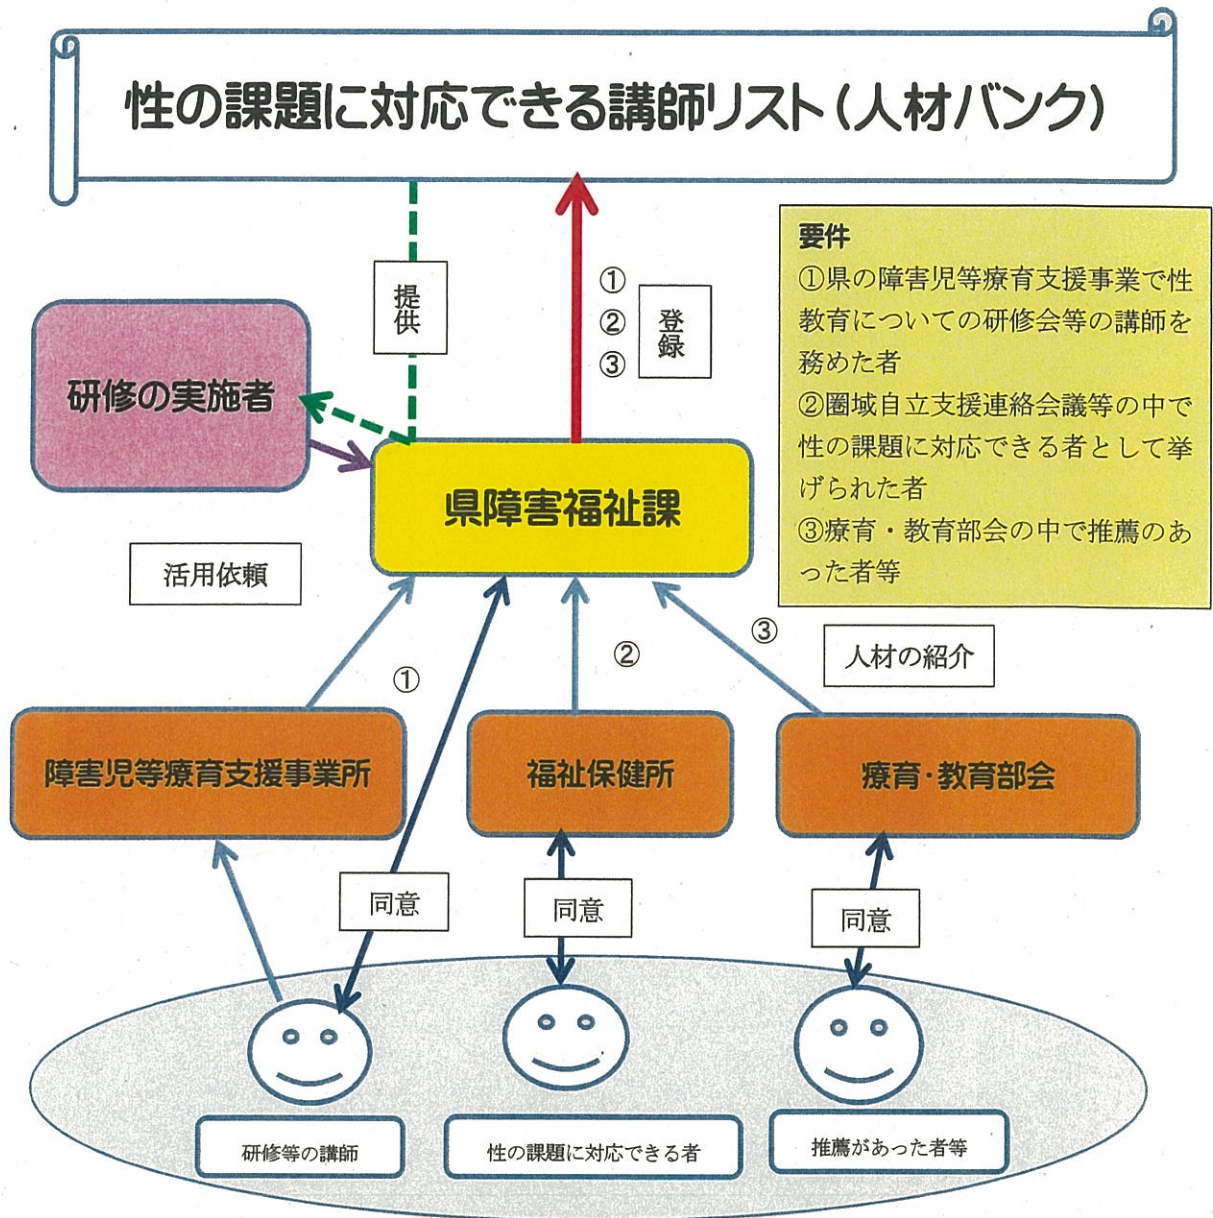 性の課題に対応できる講師リスト(人材バンク)
提供
①
②
③
登録
要件
①県の障害児等療育支援事業で性
教育についての研修会等の講師を
務めた者
②圏域自立支援連絡会議等の中で
性の課題に対応できる者として挙
げられた者
③療育・教育部会の中で推薦のあ
った者等
研修の実施者
県障害福祉課
活用依頼
①
②
③
人材の紹介
障害児等療育支援事業所
福祉保健所
療育・教育部会
同意
同意
同意
研修等の講師
性の課題に対応できる者
推薦があった者等